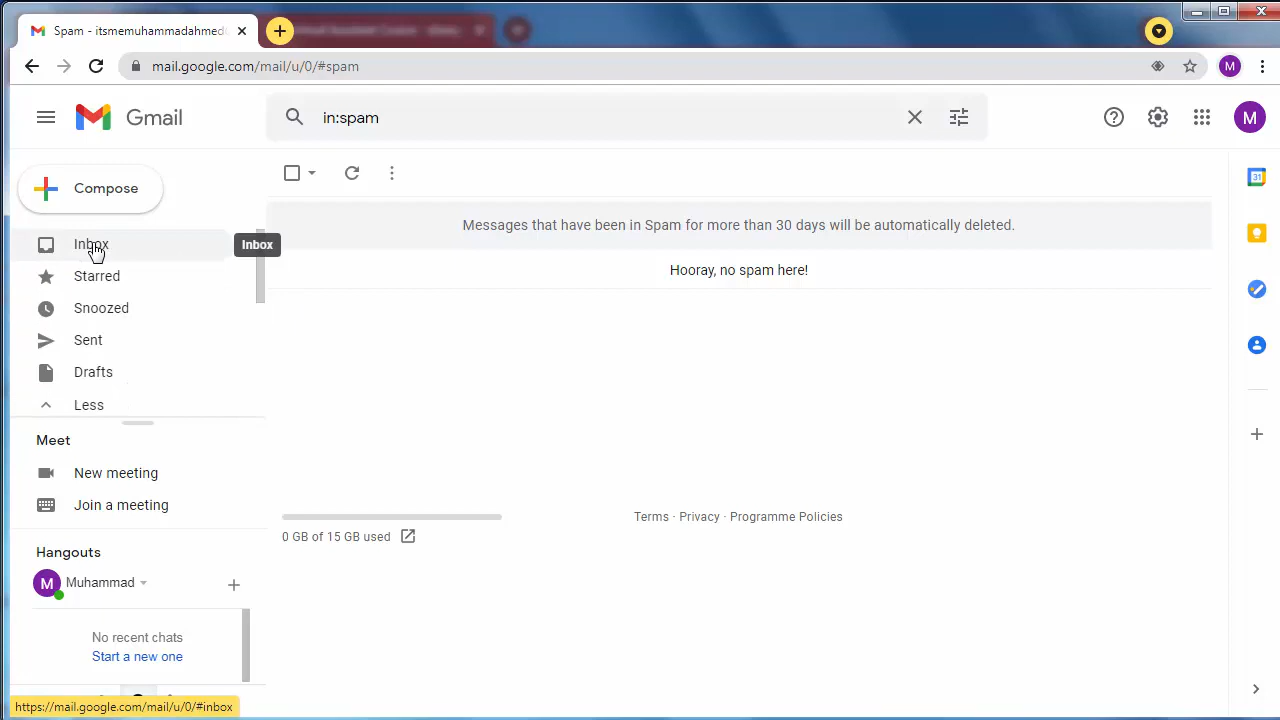 Spam - itsmemuhammadahmed
mail.google.com/mail/u/0/#spam
M
Gmail
in:spam
M
Compose
31
Messages that have been in Spam for more than 30 days will be automatically deleted.
Inbox
Inbox
Hooray, no spam here!
Starred
Snoozed
Sent
Drafts
Less
Meet
New meeting
Join a meeting
Terms · Privacy · Programme Policies
0 GB of 15 GB used
Hangouts
M
Muhammad
No recent chats
Start a new one
https://mail.google.com/mail/u/0/#inbox